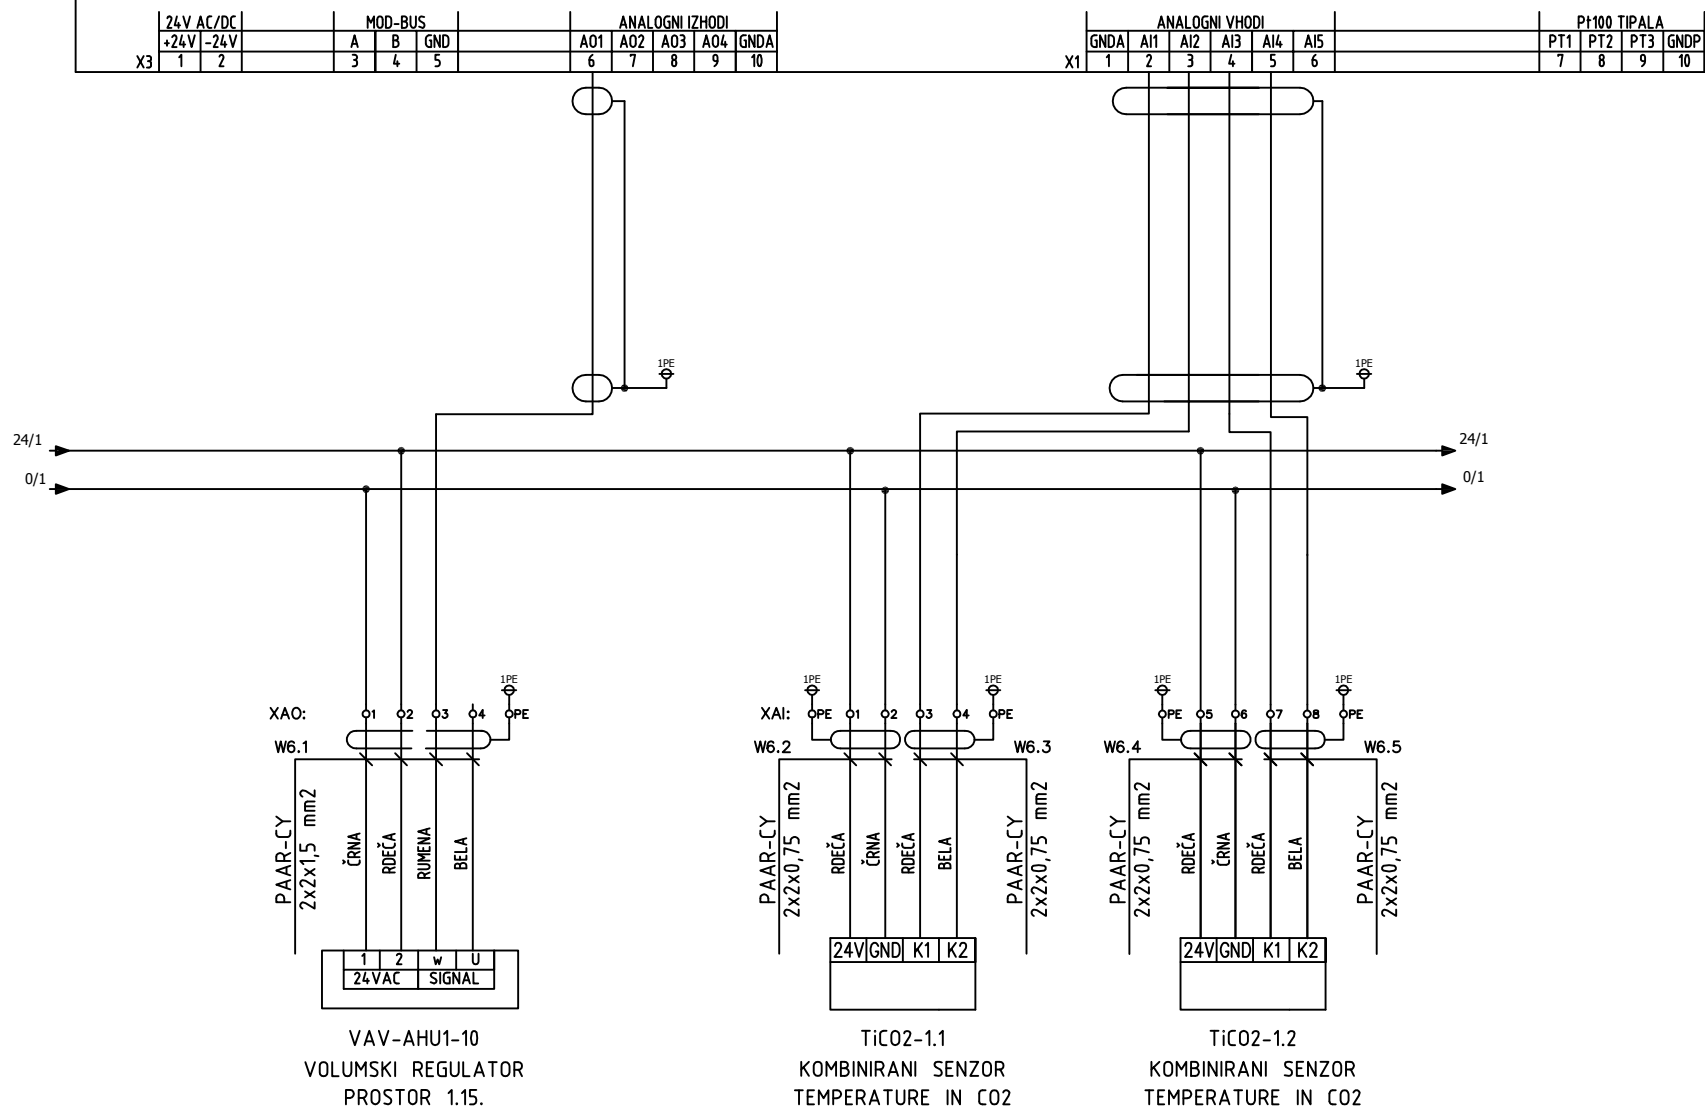 24V AC/DC MOD-BUS ANALOGNI IZHODI ANALOGNI VHODI Pt100 TIPALA
+24V -24V A B GND AO1 AO2 AO3 AO4 GNDA GNDA AI1 AI2 AI3 AI4 AI5 PT1 PT2 PT3 GNDP
X3 1 2 3 4 5 6 7 8 9 10 X1 1 2 3 4 5 6 7 8 9 10
1PE 1PE
24/1 24/1
0/1 0/1
1PE 1PE 1PE 1PE 1PE
XAO: 1 2 3 4 PE XAI: PE 1 2 3 4 PE PE 5 6 7 8 PE
W6.1 W6.2 W6.3 W6.4 W6.5
PAAR-CY
2x2x1,5 mm2
ČRNA
RDEČA
RUMENA
BELA
PAAR-CY
2x2x0,75 mm2
RDEČA
ČRNA
RDEČA
BELA
PAAR-CY
2x2x0,75 mm2
PAAR-CY
2x2x0,75 mm2
RDEČA
ČRNA
RDEČA
BELA
PAAR-CY
2x2x0,75 mm2
1 2 w U
24VAC SIGNAL
24V GND K1 K2
24V GND K1 K2
VAV-AHU1-10
VOLUMSKI REGULATOR
PROSTOR 1.15.
TiCO2-1.1
KOMBINIRANI SENZOR
TEMPERATURE IN CO2
TiCO2-1.2
KOMBINIRANI SENZOR
TEMPERATURE IN CO2